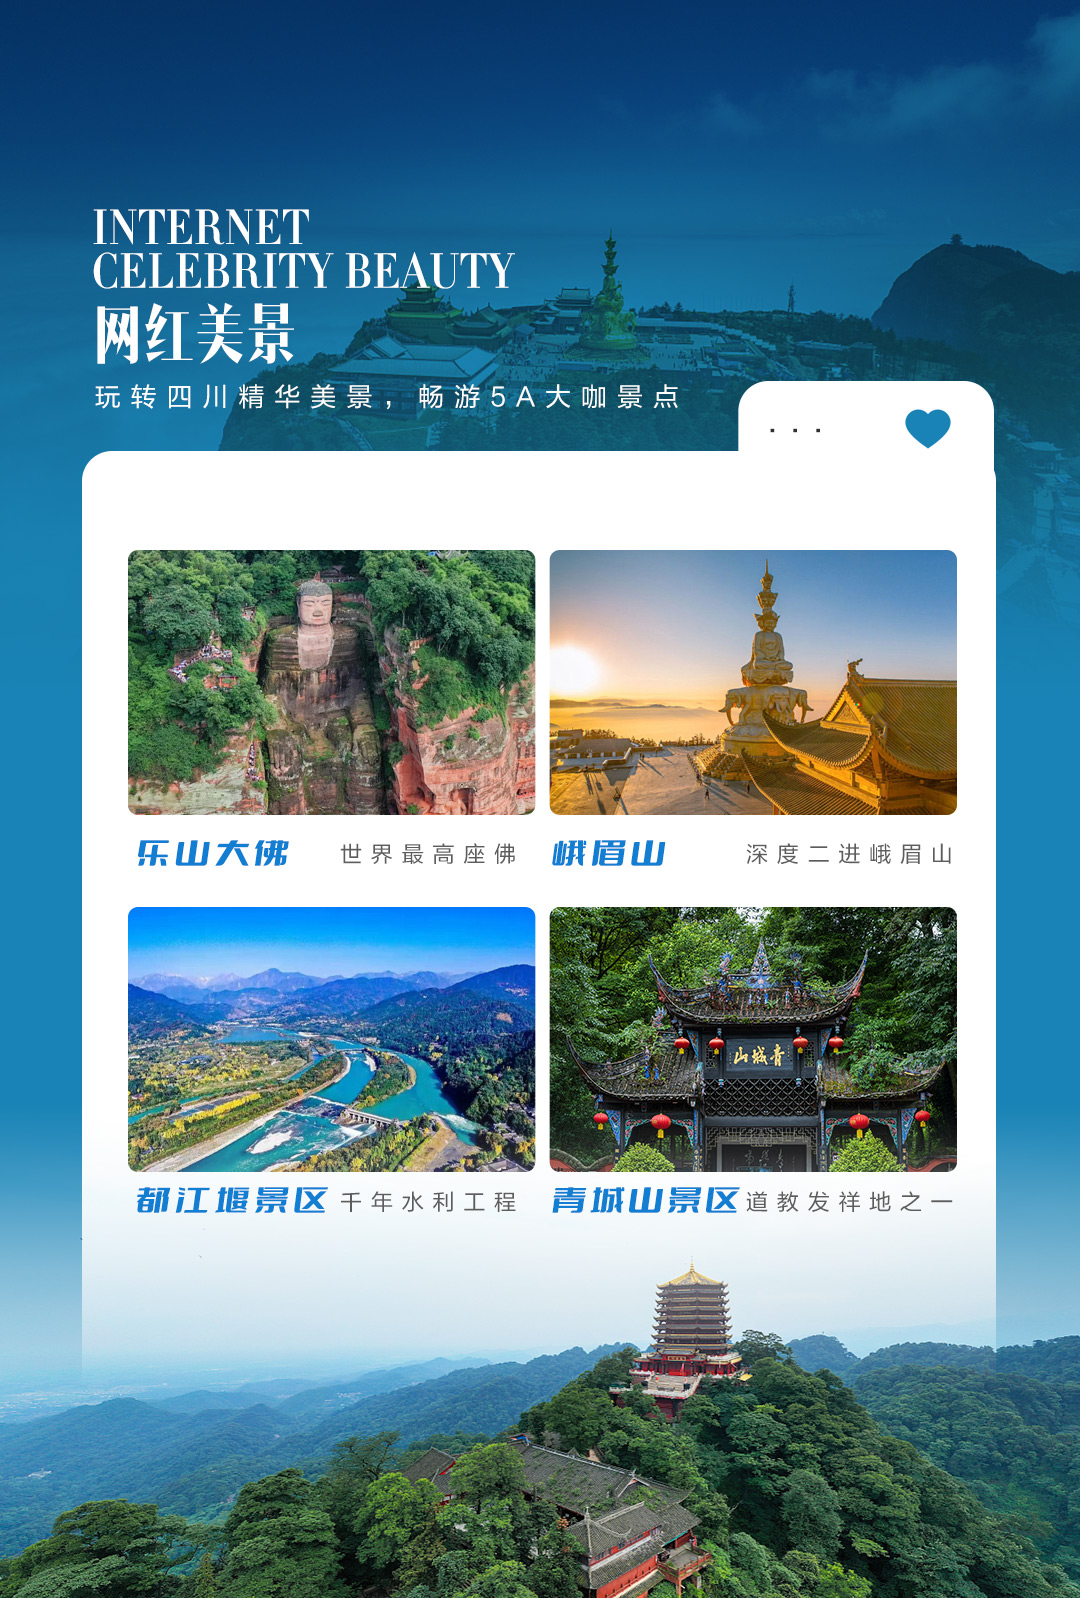 INTERNET
CELEBRITY BEAUTY
网红美景
玩转四川精华美景，畅游5A大咖景点
...
乐山大佛 世界最高座佛
峨眉山 深度二进峨眉山
山城青
都江堰景区 千年水利工程
青城山景区 道教发祥地之一